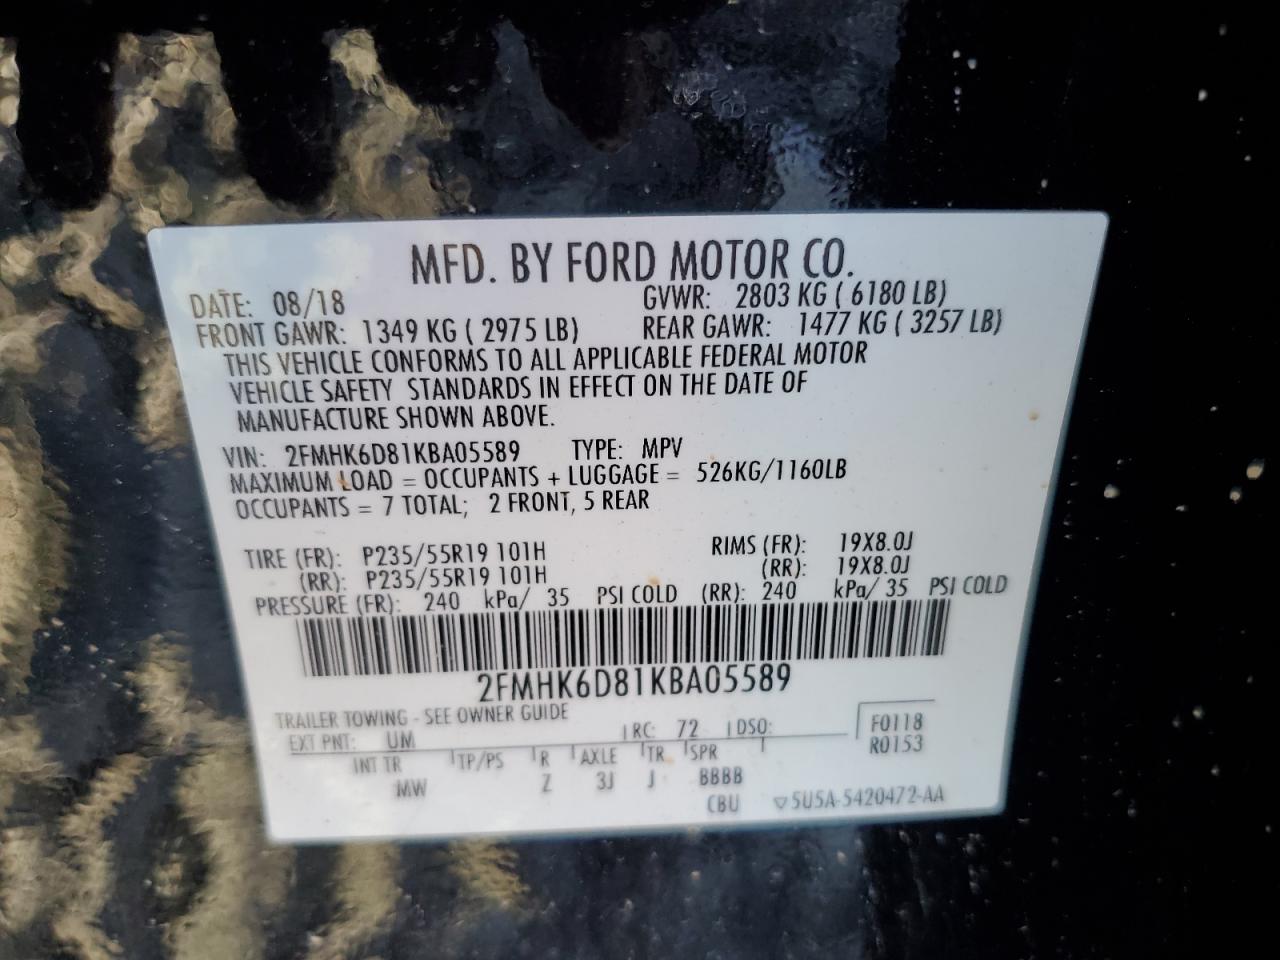 MFD. BY FORD MOTOR CO.
DATE: 08/18 GVWR: 2803 KG ( 6180 LB)
FRONT GAWR: 1349 KG ( 2975 LB) REAR GAWR: 1477 KG ( 3257 LB)
THIS VEHICLE CONFORMS TO ALL APPLICABLE FEDERAL MOTOR
VEHICLE SAFETY STANDARDS IN EFFECT ON THE DATE OF
MANUFACTURE SHOWN ABOVE.
VIN: 2FMHK6D81KBA05589 TYPE: MPV
MAXIMUM LOAD = OCCUPANTS + LUGGAGE = 526KG/1160LB
OCCUPANTS = 7 TOTAL; 2 FRONT, 5 REAR
TIRE (FR): P235/55R19 101H RIMS (FR): 19X8.0J
(RR): P235/55R19 101H (RR): 19X8.0J
PRESSURE (FR): 240 kPa/ 35 PSI COLD (RR): 240 kPa/ 35 PSI COLD
2FMHK6D81KBA05589
TRAILER TOWING - SEE OWNER GUIDE
EXT PNT: UM RC: 72 DSO: F0118
R0153
INT TR TP/PS R AXLE TR SPR
MW Z 3J J BBBB
CBU ▽5U5A-5420472-AA